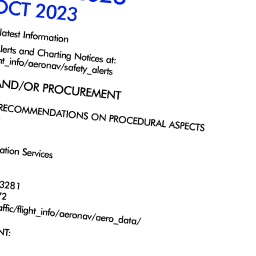 OCT 2023
latest Information
lerts and Charting Notices at:
ht_info/aeronav/safety_alerts
AND/OR PROCUREMENT
RECOMMENDATIONS ON PROCEDURAL ASPECTS
ation Services
3281
72
affic/flight_info/aeronav/aero_data/
NT: